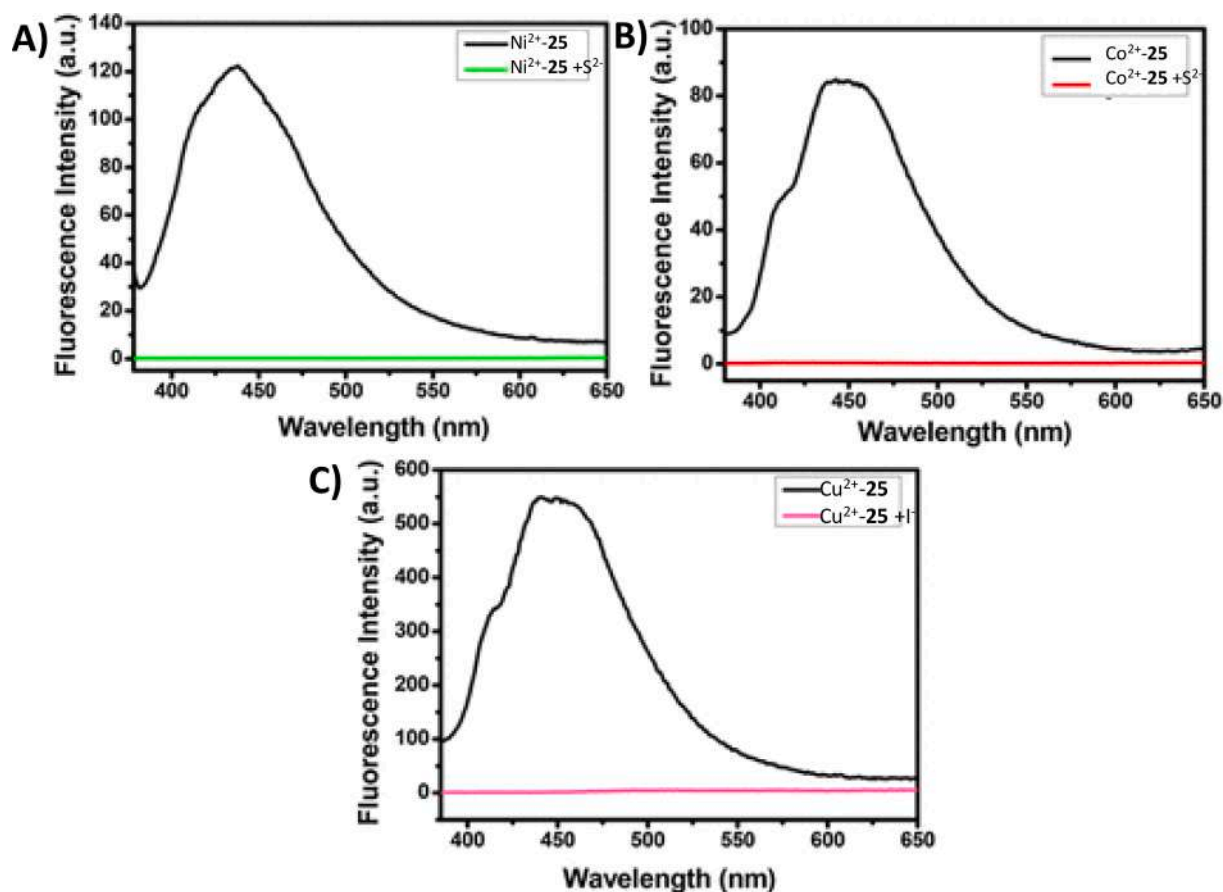 A)
Fluorescence Intensity (a.u.)
140
120
100
80
60
40
20
0
Ni²⁺-25
Ni²⁺-25 +S²⁻
400 450 500 550 600 650
Wavelength (nm)
B)
Fluorescence Intensity (a.u.)
100
80
60
40
20
0
Co²⁺-25
Co²⁺-25 +S²⁻
400 450 500 550 600 650
Wavelength (nm)
C)
Fluorescence Intensity (a.u.)
600
500
400
300
200
100
0
Cu²⁺-25
Cu²⁺-25 +I⁻
400 450 500 550 600 650
Wavelength (nm)